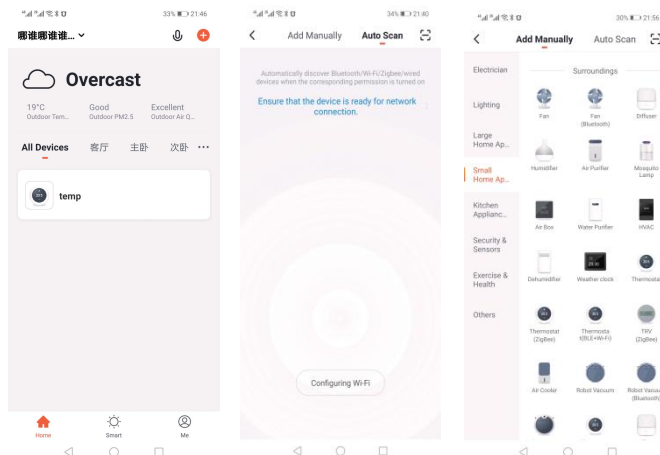 33% 21:46
哪谁哪谁谁...
Overcast
19°C Good Excellent
Outdoor Tem... Outdoor PM2.5 Outdoor Air Q...
All Devices 客厅 主卧 次卧 ...
temp
Home Smart Me
34% 21:40
Add Manually Auto Scan
Automatically discover Bluetooth/Wi-Fi/Zigbee/wired
devices when the corresponding permission is turned on
Ensure that the device is ready for network
connection.
Configuring Wi-Fi
30% 21:56
Add Manually Auto Scan
Electrician
Lighting
Large
Home Ap...
Small
Home Ap...
Kitchen
Applianc...
Security &
Sensors
Exercise &
Health
Others
Surroundings
Fan Fan Diffuser
(Bluetooth)
Humidifier Air Purifier Mosquito
Lamp
Air Box Water Purifier HVAC
Dehumidifier Weather clock Thermostat
Thermostat Thermosta TRV
(ZigBee) t(BLE+Wi-Fi) (ZigBee)
Air Cooler Robot Vacuum Robot Vacuu
(Bluetooth)